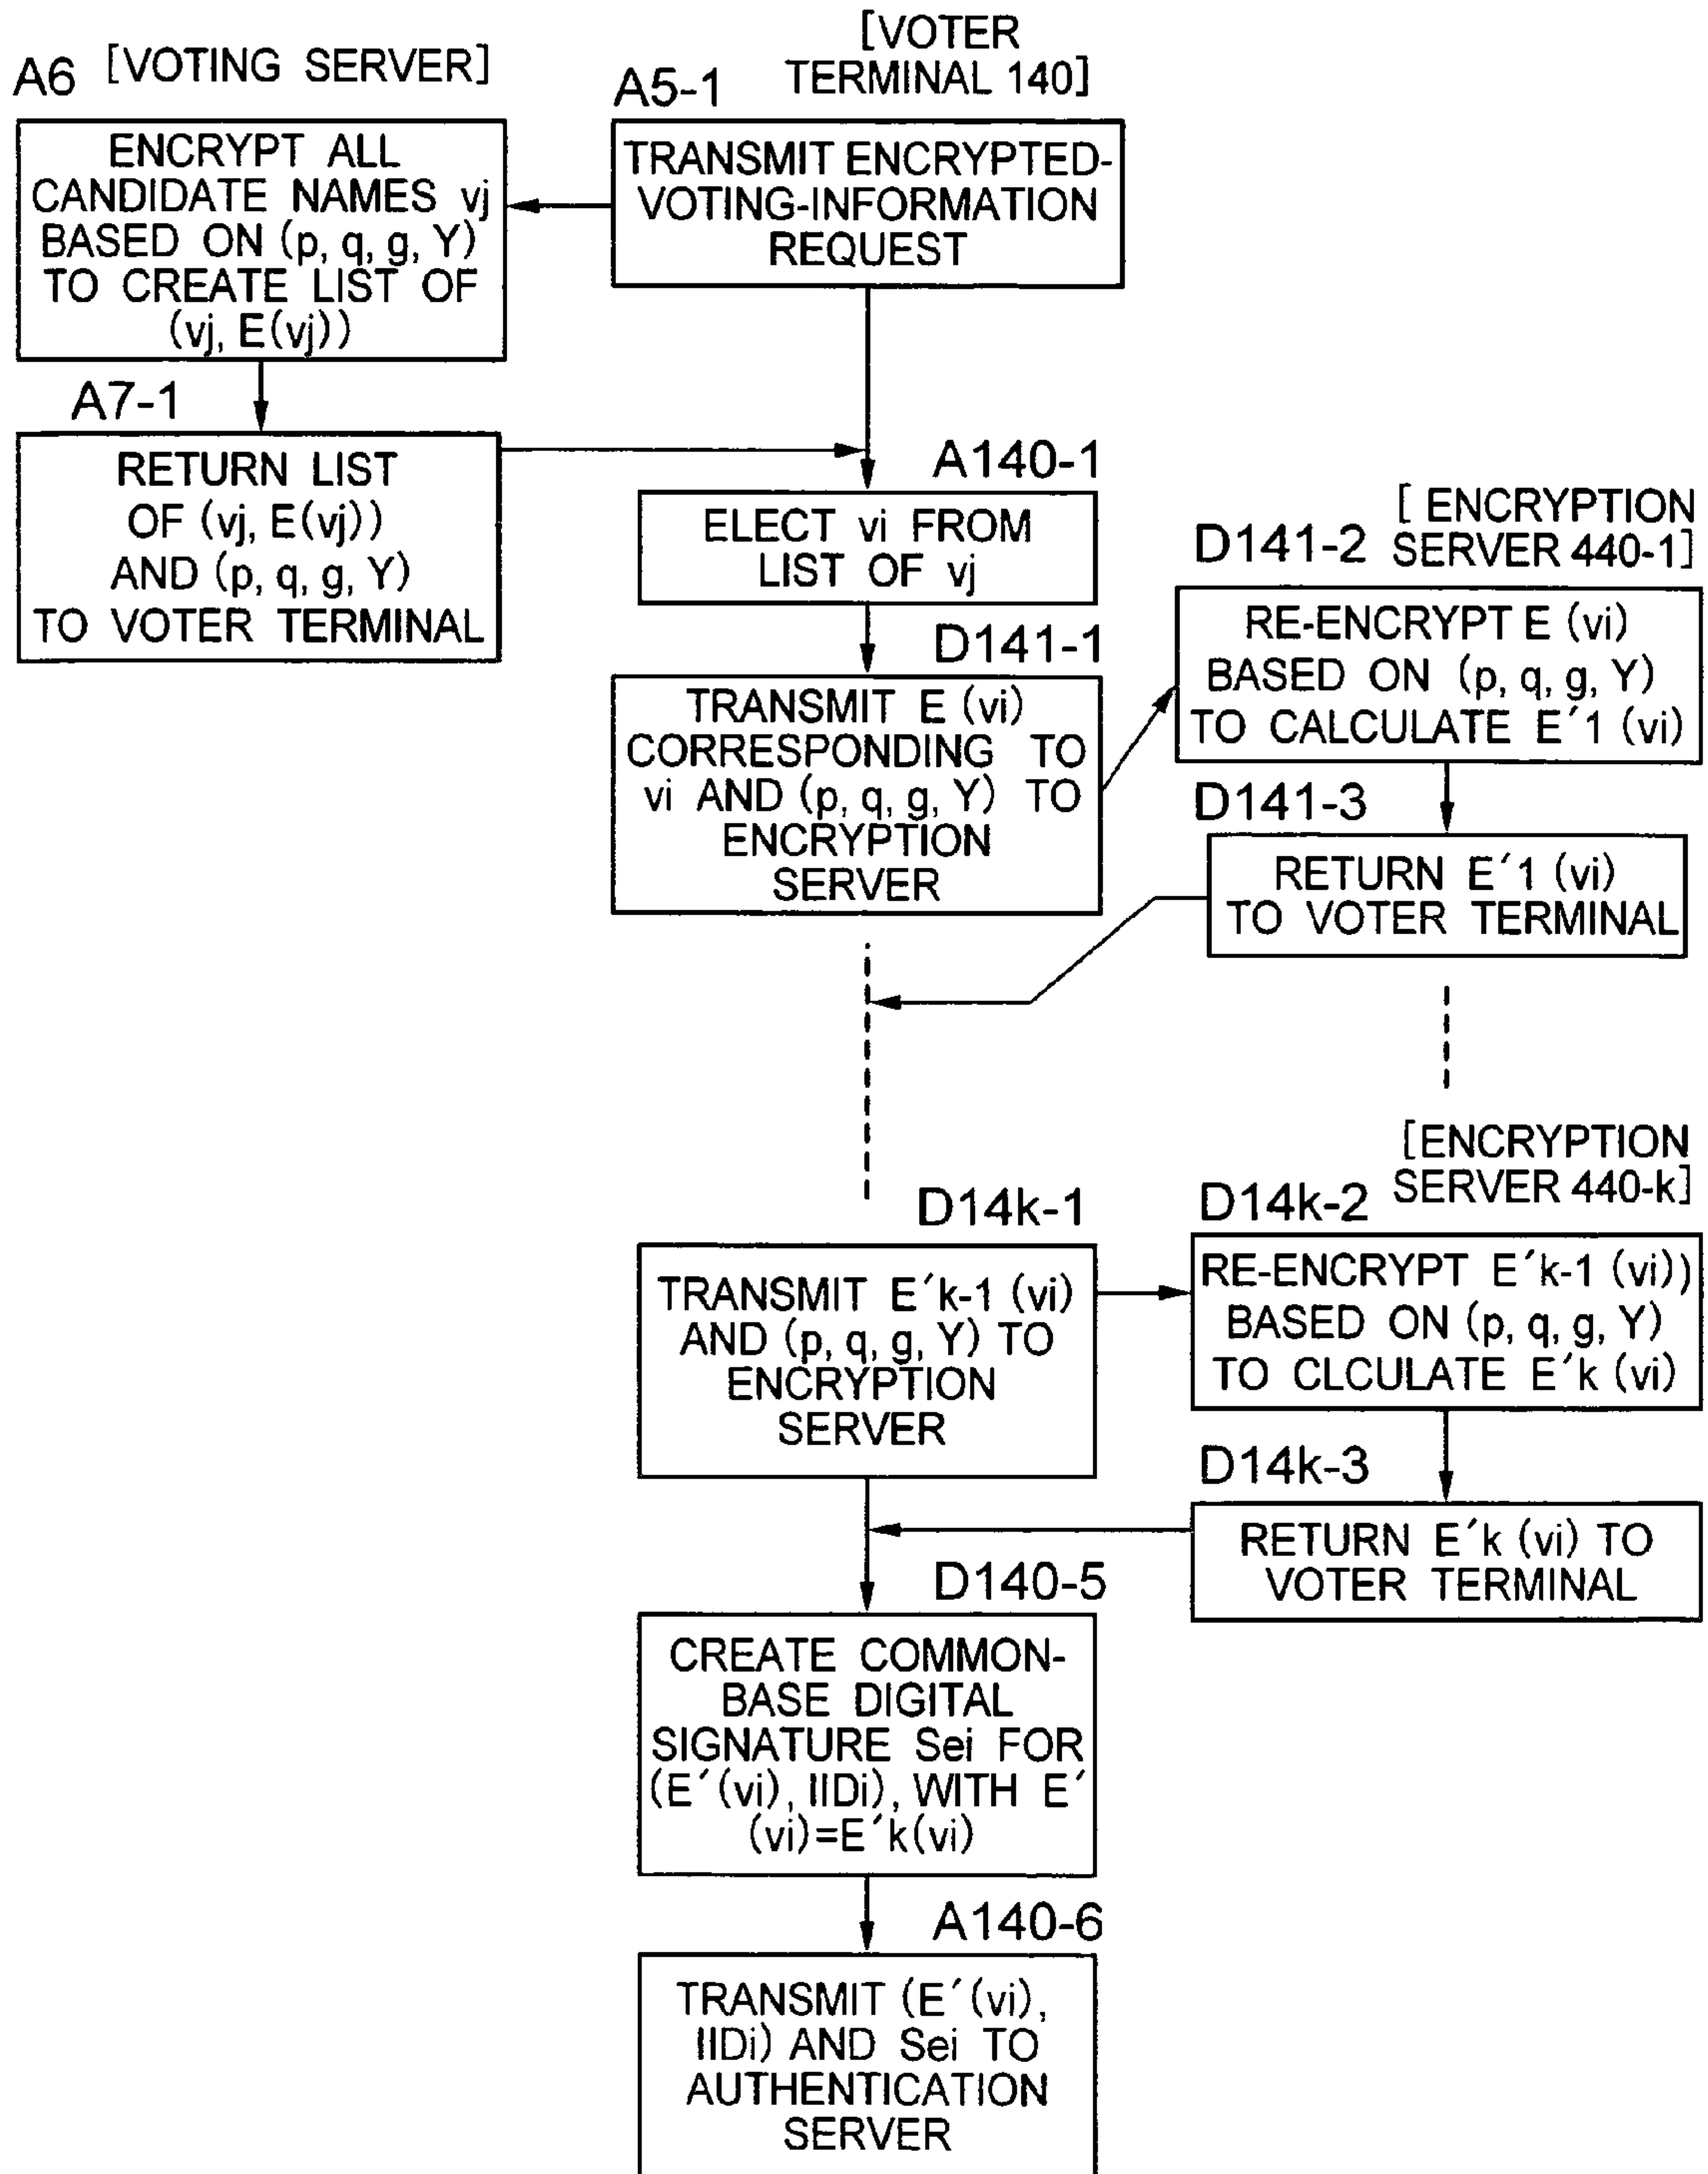 A6 [VOTING SERVER]
[VOTER
TERMINAL 140]
A5-1
ENCRYPT ALL
CANDIDATE NAMES vj
BASED ON (p, q, g, Y)
TO CREATE LIST OF
(vj, E(vj))
TRANSMIT ENCRYPTED-
VOTING-INFORMATION
REQUEST
A7-1
RETURN LIST
OF (vj, E(vj))
AND (p, q, g, Y)
TO VOTER TERMINAL
A140-1
ELECT vi FROM
LIST OF vj
[ ENCRYPTION
SERVER 440-1]
D141-2
RE-ENCRYPT E (vi)
BASED ON (p, q, g, Y)
TO CALCULATE E´1 (vi)
D141-1
TRANSMIT E (vi)
CORRESPONDING TO
vi AND (p, q, g, Y) TO
ENCRYPTION
SERVER
D141-3
RETURN E´1 (vi)
TO VOTER TERMINAL
[ENCRYPTION
SERVER 440-k]
D14k-1
D14k-2
TRANSMIT E´k-1 (vi)
AND (p, q, g, Y) TO
ENCRYPTION
SERVER
RE-ENCRYPT E´k-1 (vi))
BASED ON (p, q, g, Y)
TO CLCULATE E´k (vi)
D14k-3
RETURN E´k (vi) TO
VOTER TERMINAL
D140-5
CREATE COMMON-
BASE DIGITAL
SIGNATURE Sei FOR
(E´(vi), IIDi), WITH E´
(vi)=E´k(vi)
A140-6
TRANSMIT (E´(vi),
IIDi) AND Sei TO
AUTHENTICATION
SERVER